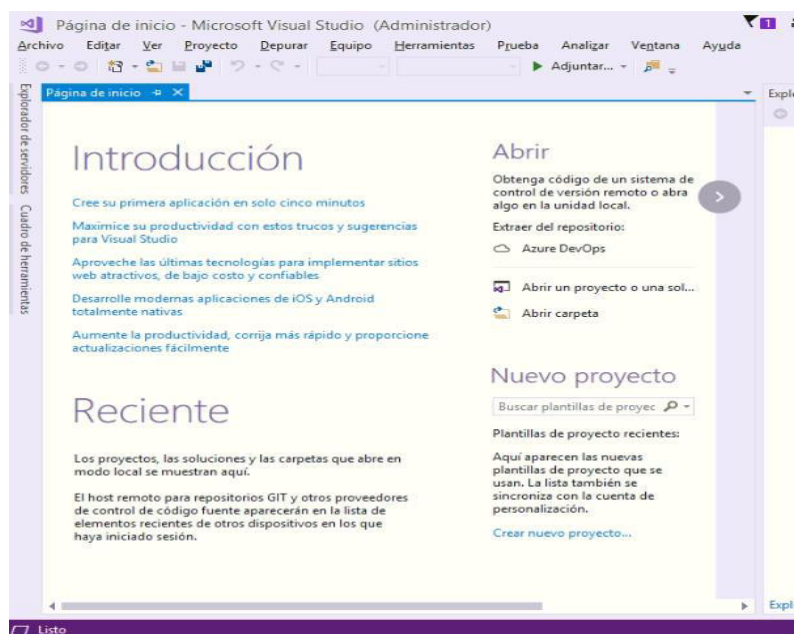 Página de inicio - Microsoft Visual Studio (Administrador)
1
Archivo Editar Ver Proyecto Depurar Equipo Herramientas Prueba Analizar Ventana Ayuda
Adjuntar...
Explorador de servidores
Cuadro de herramientas
Página de inicio
Introducción
Cree su primera aplicación en solo cinco minutos
Maximice su productividad con estos trucos y sugerencias
para Visual Studio
Aproveche las últimas tecnologías para implementar sitios
web atractivos, de bajo costo y confiables
Desarrolle modernas aplicaciones de iOS y Android
totalmente nativas
Aumente la productividad, corrija más rápido y proporcione
actualizaciones fácilmente
Reciente
Los proyectos, las soluciones y las carpetas que abre en
modo local se muestran aquí.
El host remoto para repositorios GIT y otros proveedores
de control de código fuente aparecerán en la lista de
elementos recientes de otros dispositivos en los que
haya iniciado sesión.
Abrir
Obtenga código de un sistema de
control de versión remoto o abra
algo en la unidad local.
Extraer del repositorio:
Azure DevOps
Abrir un proyecto o una sol...
Abrir carpeta
Nuevo proyecto
Buscar plantillas de proyec
Plantillas de proyecto recientes:
Aquí aparecen las nuevas
plantillas de proyecto que se
usan. La lista también se
sincroniza con la cuenta de
personalización.
Crear nuevo proyecto...
Expl
Expl
Listo